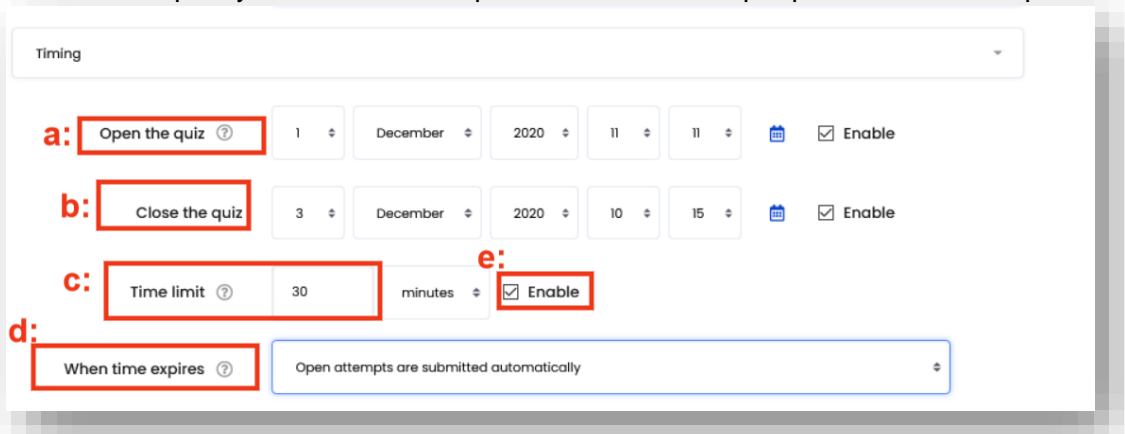 Timing
a: Open the quiz 1 December 2020 11 11 Enable
b: Close the quiz 3 December 2020 10 15 Enable
e:
c: Time limit 30 minutes Enable
d:
When time expires Open attempts are submitted automatically